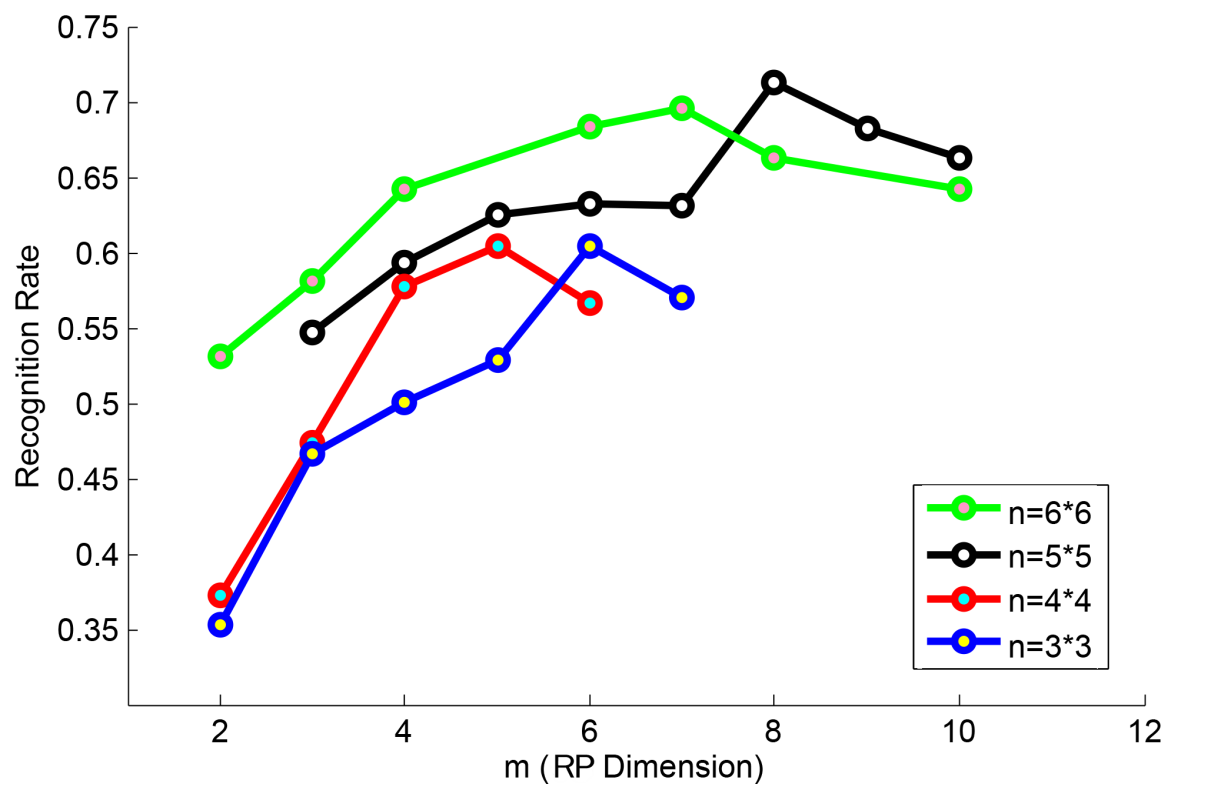 0.75
0.7
0.65
0.6
0.55
0.5
0.45
0.4
0.35
Recognition Rate
n=6*6
n=5*5
n=4*4
n=3*3
2 4 6 8 10 12
m (RP Dimension)